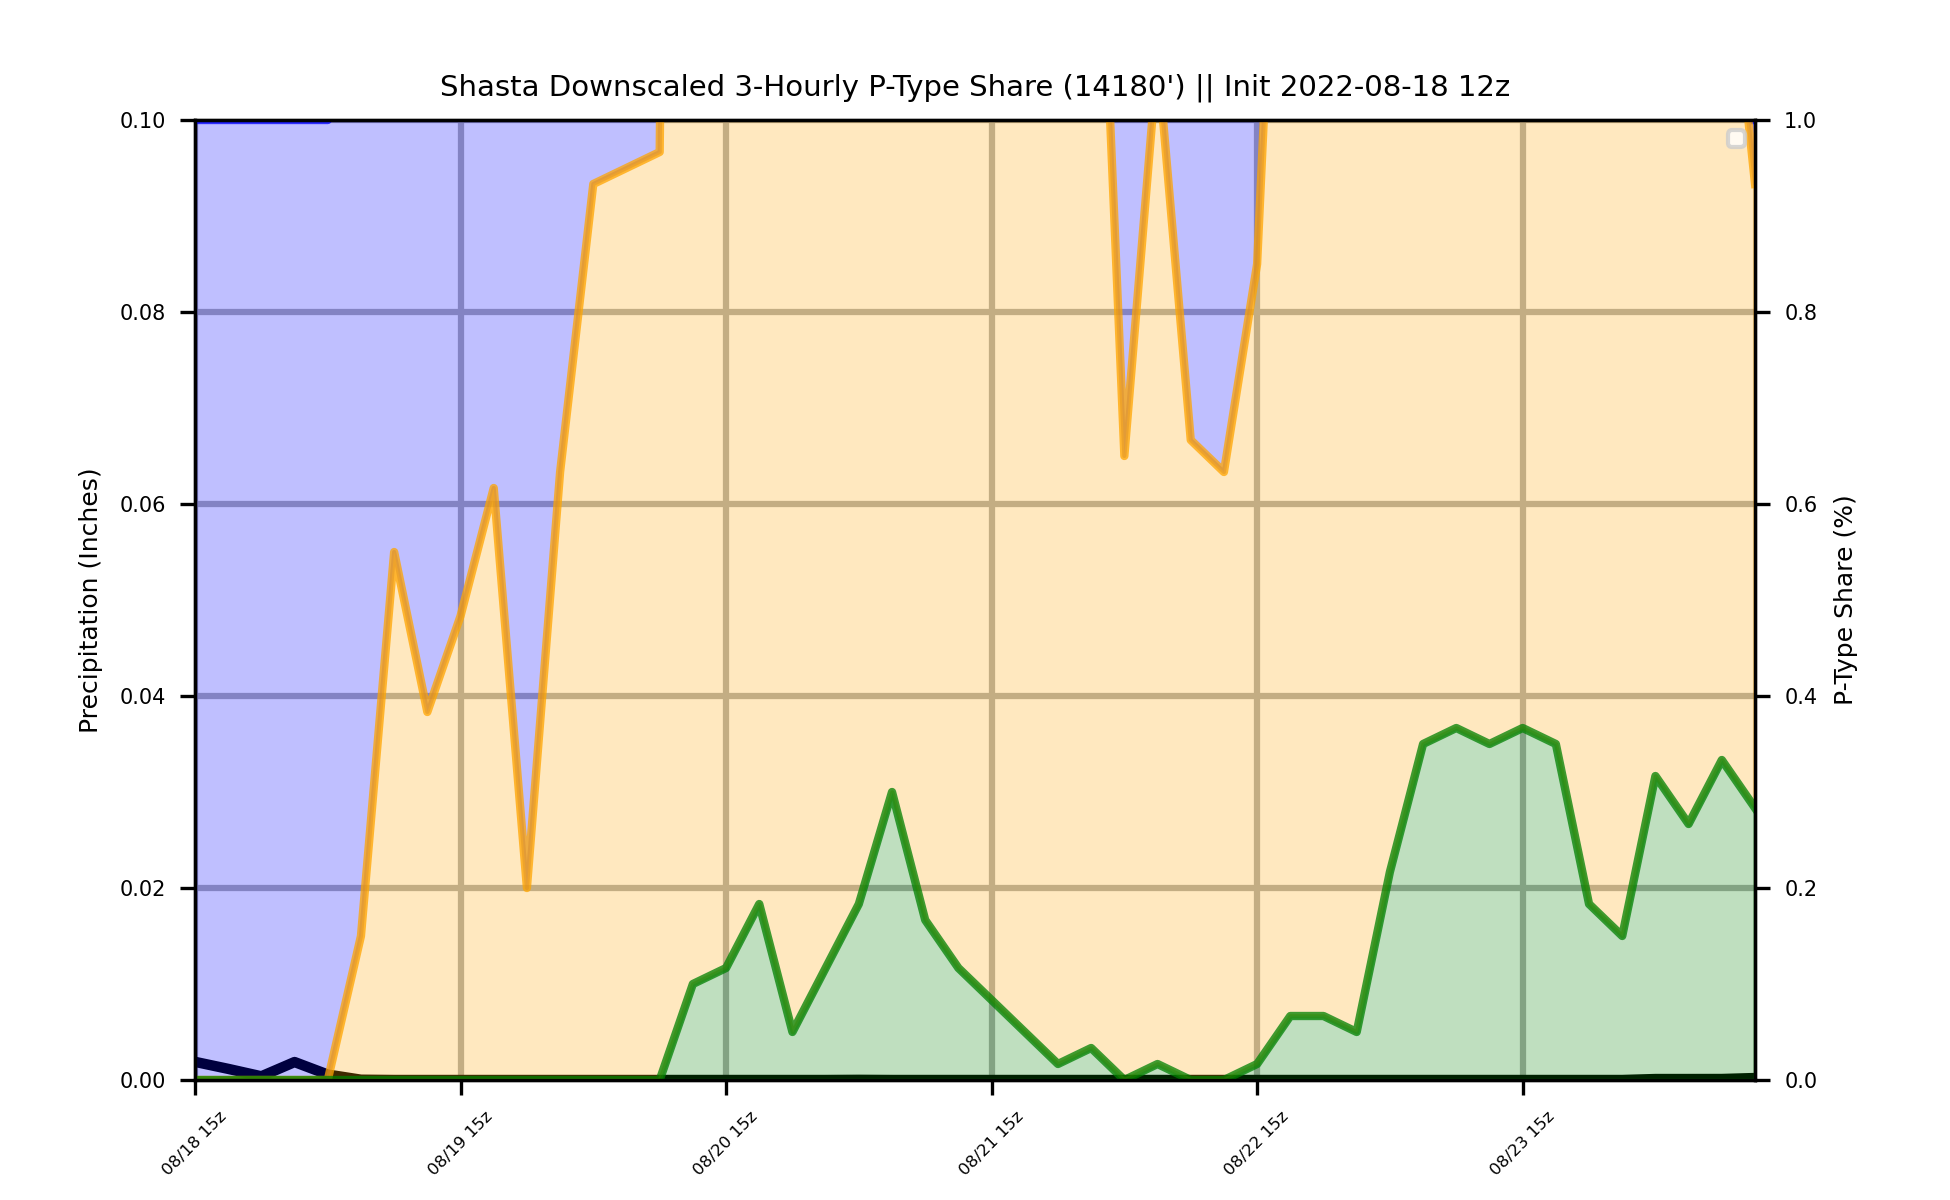 Shasta Downscaled 3-Hourly P-Type Share (14180') || Init 2022-08-18 12z
Precipitation (Inches)
0.10
0.08
0.06
0.04
0.02
0.00
1.0
0.8
0.6
0.4
0.2
0.0
P-Type Share (%)
08/18 15z
08/19 15z
08/20 15z
08/21 15z
08/22 15z
08/23 15z